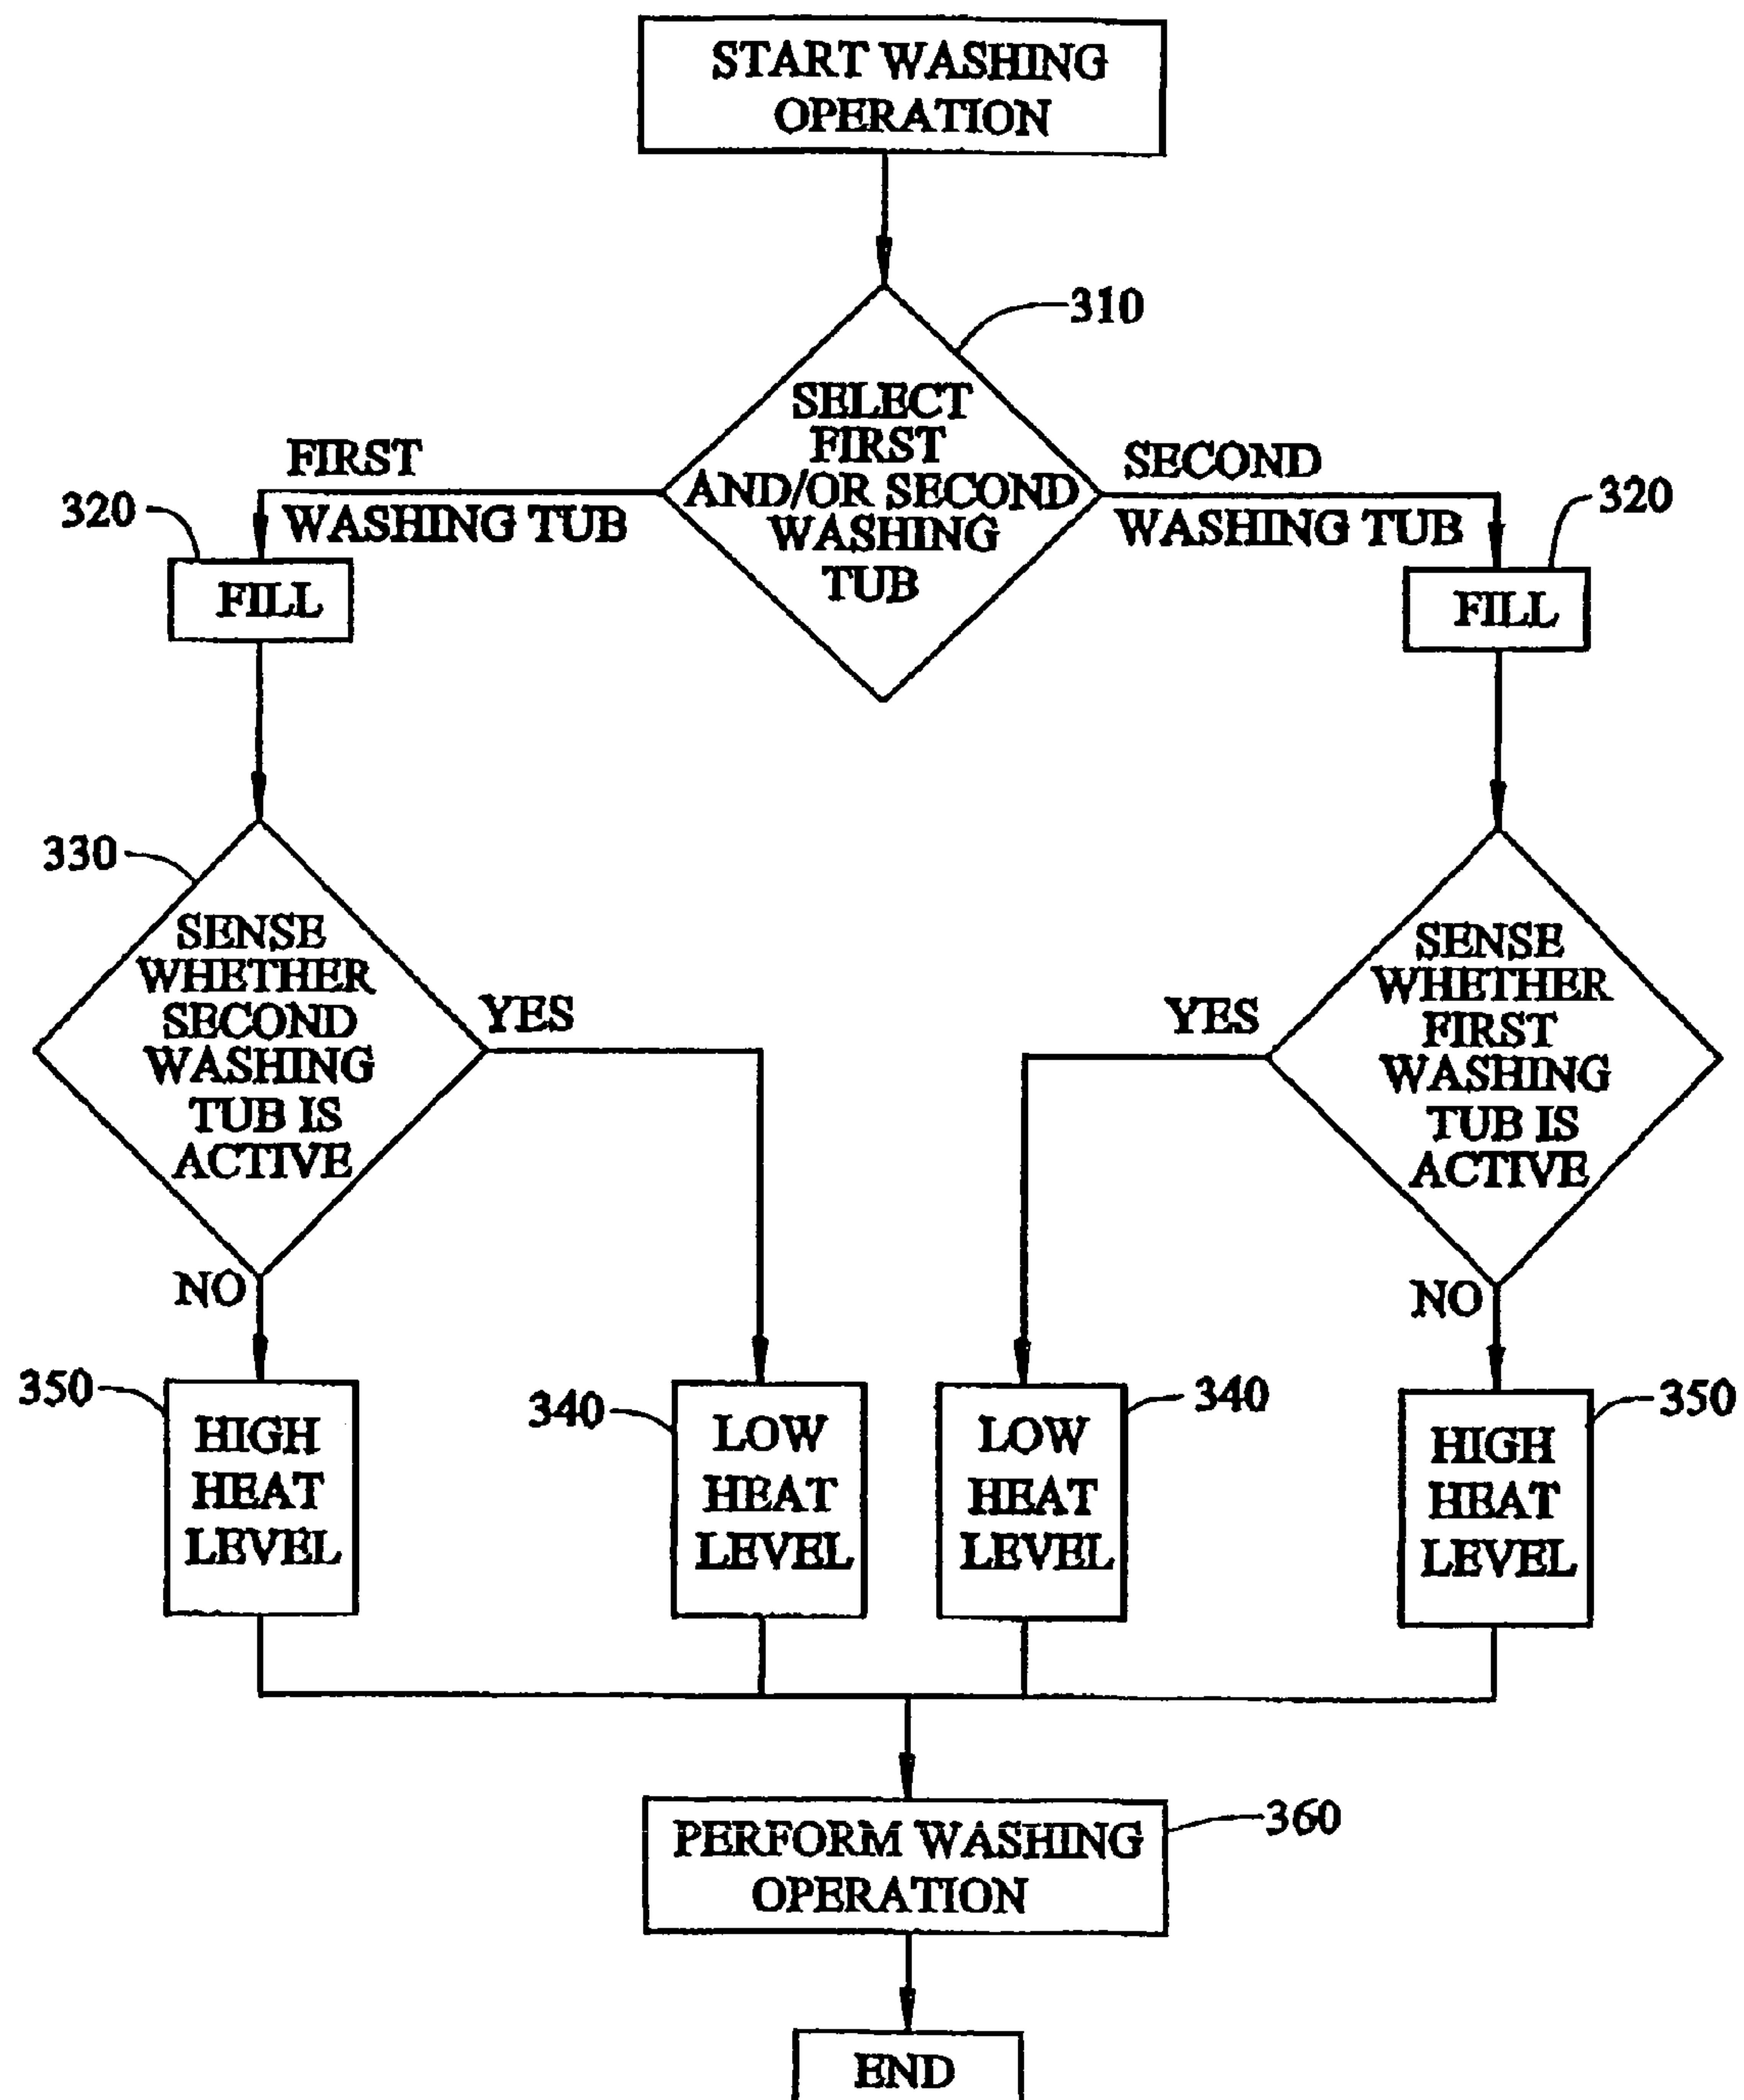 START WASHING
OPERATION
310
SELECT
FIRST
AND/OR SECOND
WASHING
TUB
FIRST
WASHING TUB
SECOND
WASHING TUB
320
FILL
320
FILL
330
SENSE
WHETHER
SECOND
WASHING
TUB IS
ACTIVE
YES
NO
YES
SENSE
WHETHER
FIRST
WASHING
TUB IS
ACTIVE
NO
350
HIGH
HEAT
LEVEL
340
LOW
HEAT
LEVEL
340
LOW
HEAT
LEVEL
350
HIGH
HEAT
LEVEL
PERFORM WASHING
OPERATION
360
END